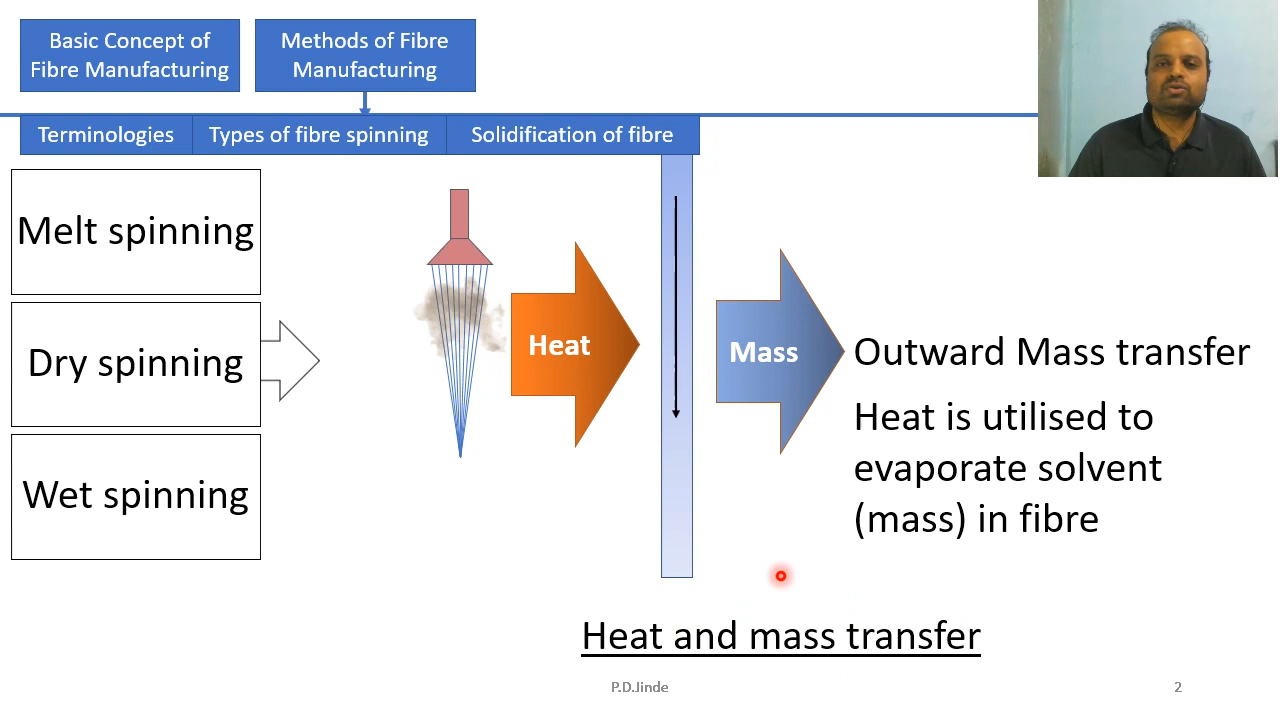 Basic Concept of
Fibre Manufacturing
Methods of Fibre
Manufacturing
Terminologies
Types of fibre spinning
Solidification of fibre
Melt spinning
Dry spinning
Wet spinning
Heat
Mass
Outward Mass transfer
Heat is utilised to
evaporate solvent
(mass) in fibre
Heat and mass transfer
P.D.Jinde
2